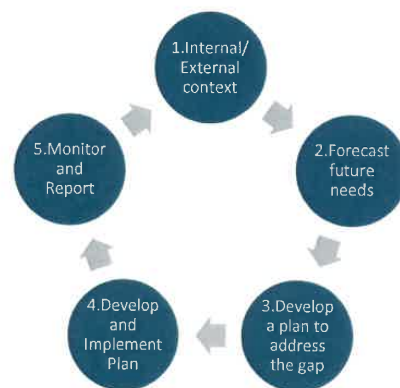 1.Internal/
External
context
2.Forecast
future
needs
3.Develop
a plan to
address
the gap
4.Develop
and
Implement
Plan
5.Monitor
and
Report